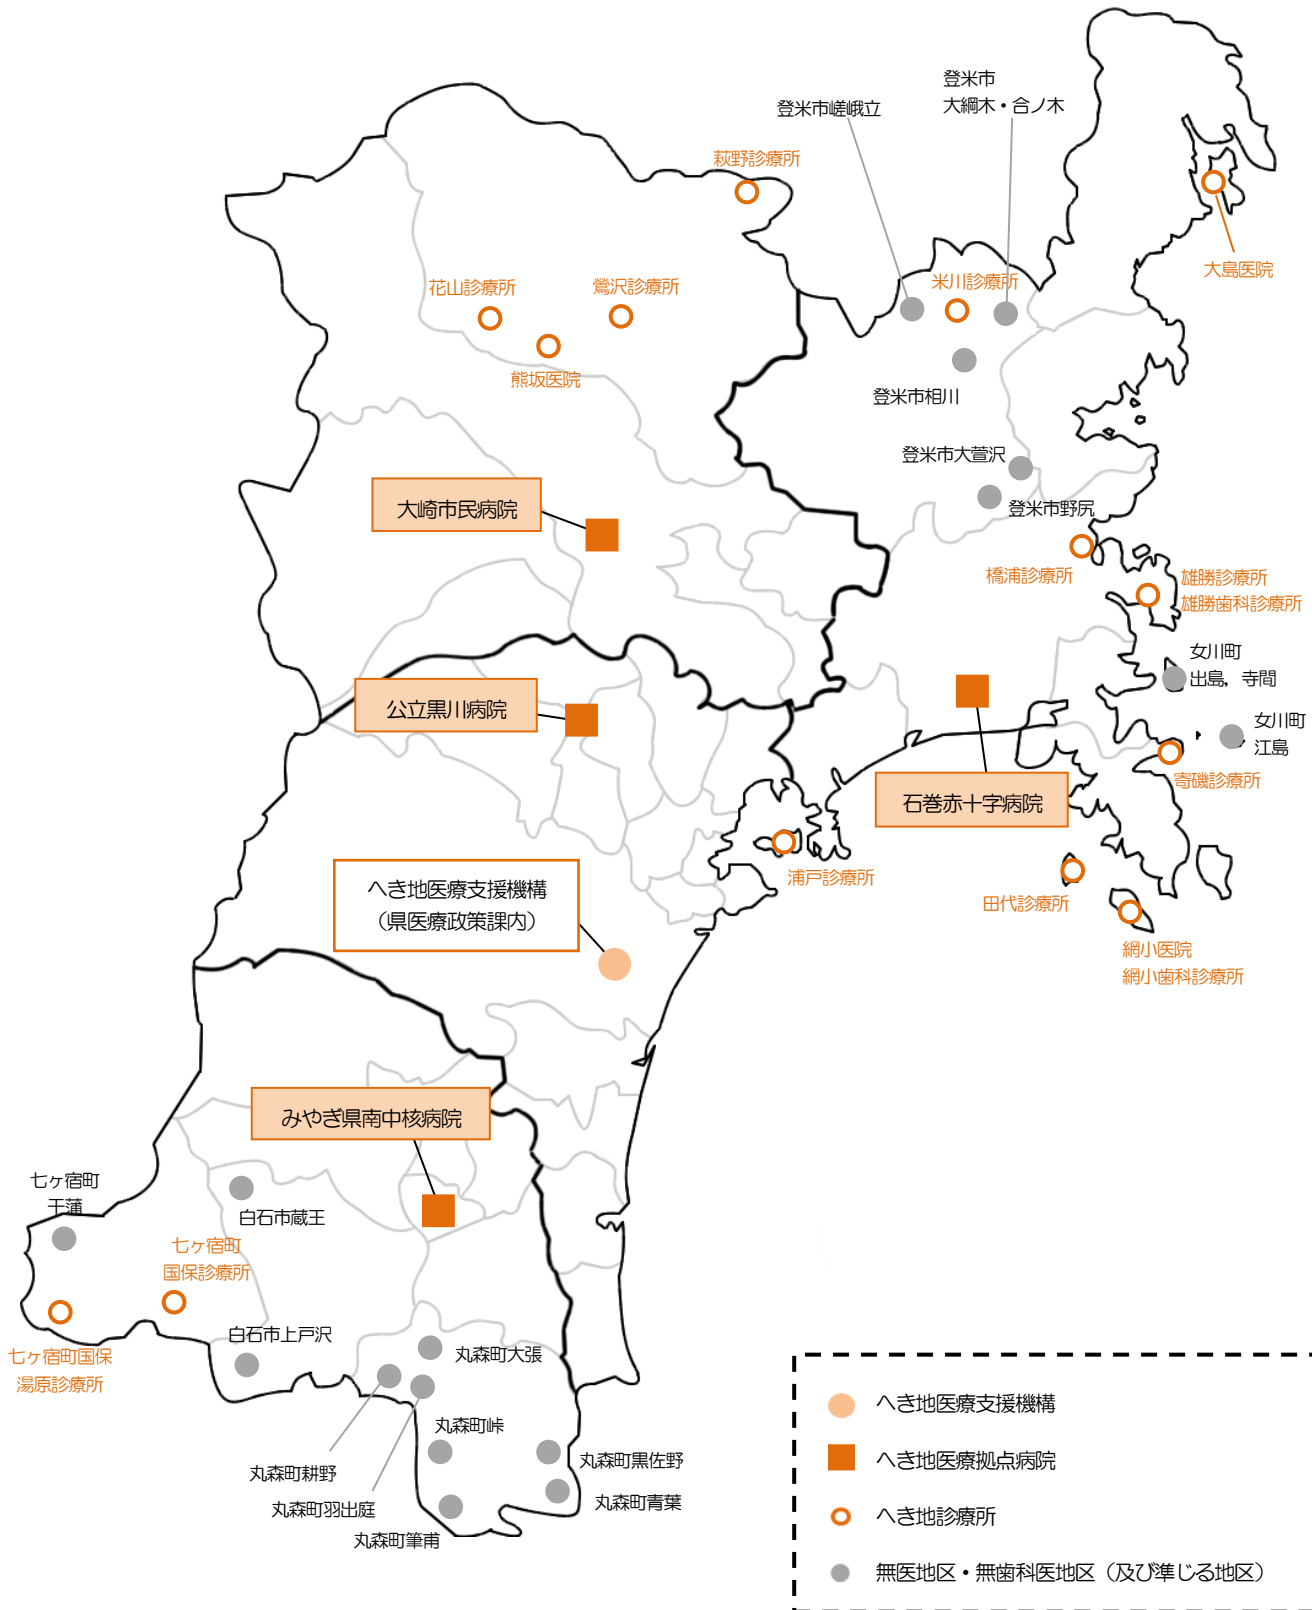 登米市
大綱木・合ノ木
登米市嵯峨立
萩野診療所
大島医院
花山診療所
鶯沢診療所
米川診療所
熊坂医院
登米市相川
登米市大萱沢
大崎市民病院
登米市野尻
橋浦診療所
雄勝診療所
雄勝歯科診療所
女川町
出島，寺間
公立黒川病院
女川町
江島
寄磯診療所
石巻赤十字病院
浦戸診療所
へき地医療支援機構
（県医療政策課内）
田代診療所
網小医院
網小歯科診療所
みやぎ県南中核病院
七ヶ宿町
干蒲
白石市蔵王
七ヶ宿町
国保診療所
白石市上戸沢
七ヶ宿町国保
湯原診療所
丸森町大張
丸森町峠
丸森町耕野
丸森町黒佐野
丸森町羽出庭
丸森町青葉
丸森町筆甫
へき地医療支援機構
へき地医療拠点病院
へき地診療所
無医地区・無歯科医地区（及び準じる地区）